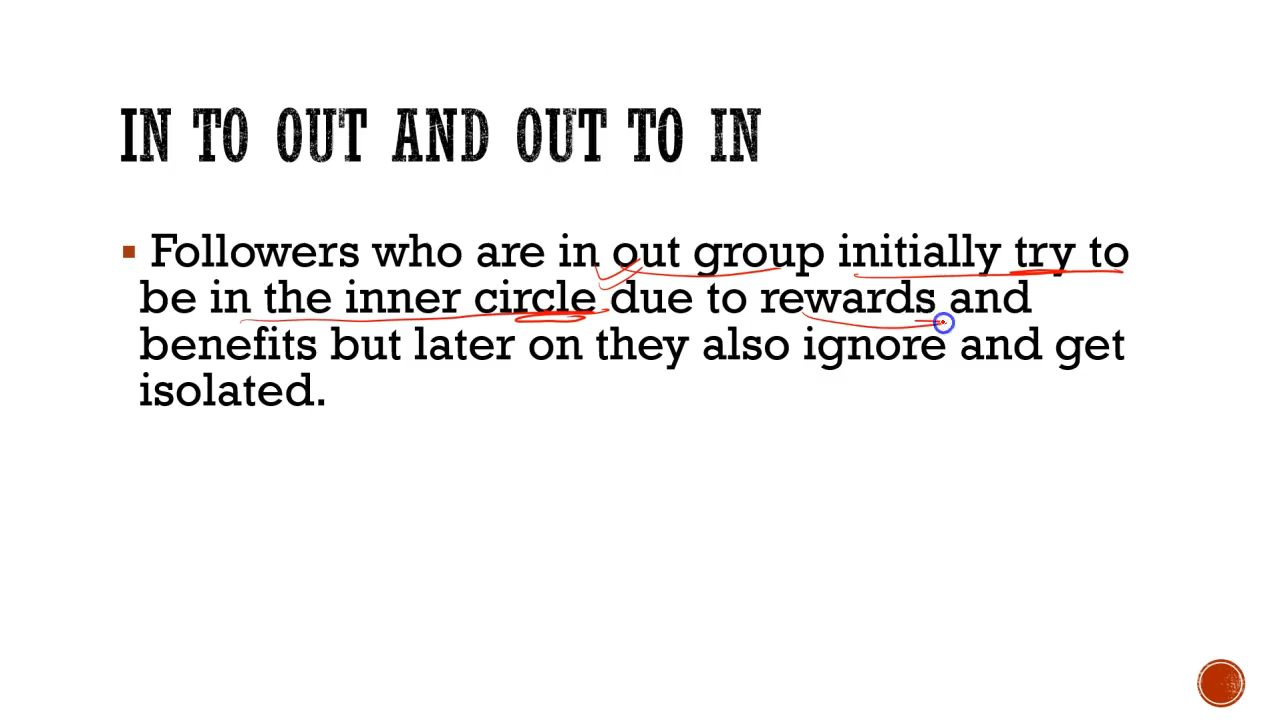 IN TO OUT AND OUT TO IN
Followers who are in out group initially try to
be in the inner circle due to rewards and
benefits but later on they also ignore and get
isolated.